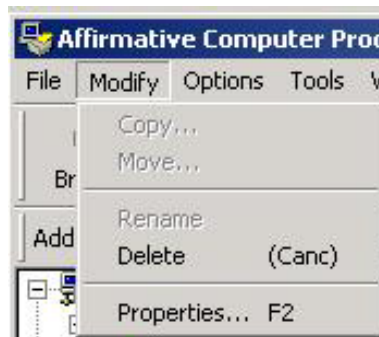 Affirmative Computer Pro
File Modify Options Tools
Copy...
Move...
Br
Rename
Add
Delete (Canc)
Properties... F2